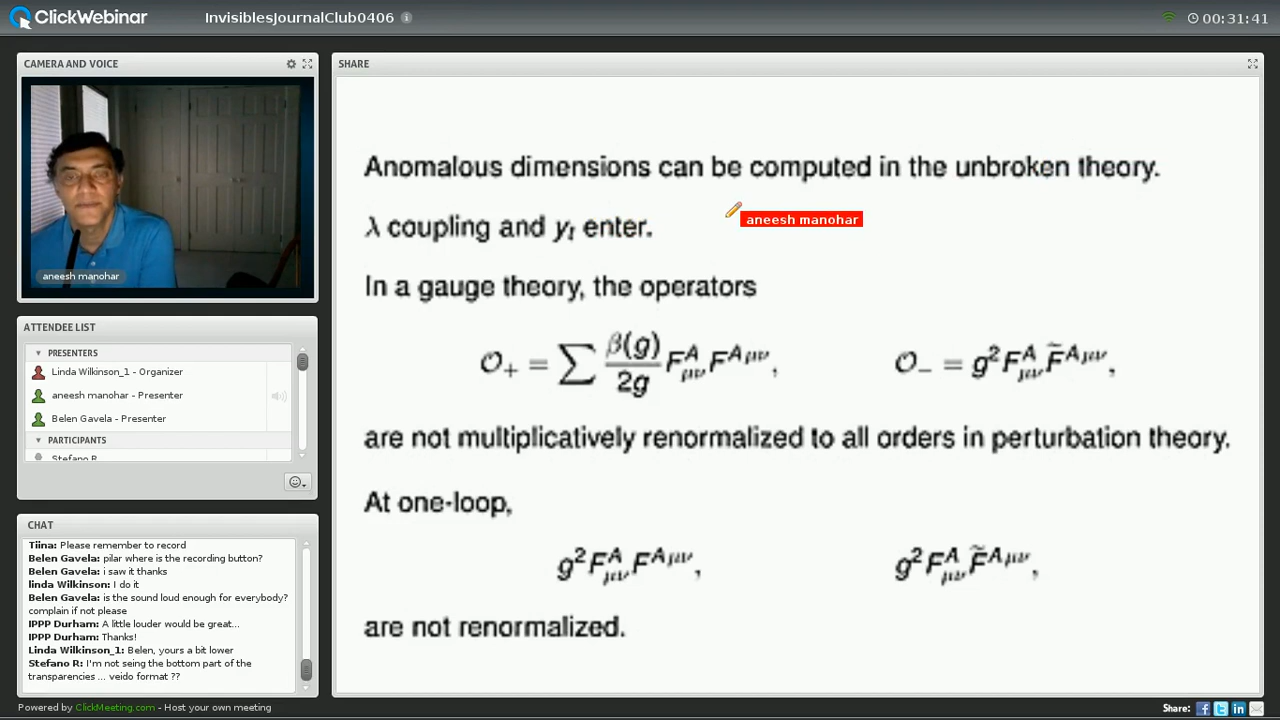 ClickWebinar
InvisiblesJournalClub0406
00:31:41
CAMERA AND VOICE
aneesh manohar
ATTENDEE LIST
PRESENTERS
Linda Wilkinson_1 - Organizer
aneesh manohar - Presenter
Belen Gavela - Presenter
PARTICIPANTS
Stefano R
CHAT
Tiina: Please remember to record
Belen Gavela: pilar where is the recording button?
Belen Gavela: i saw it thanks
linda Wilkinson: I do it
Belen Gavela: is the sound loud enough for everybody?
complain if not please
IPPP Durham: A little louder would be great...
IPPP Durham: Thanks!
Linda Wilkinson_1: Belen, yours a bit lower
Stefano R: I'm not seing the bottom part of the
transparencies ... veido format ??
SHARE
Anomalous dimensions can be computed in the unbroken theory.
aneesh manohar
λ coupling and y_t enter.
In a gauge theory, the operators
𝒪₊ = ∑ β(g)/2g F^A_μν F^{A μν}, 𝒪₋ = g² F^A_μν F̃^{A μν},
are not multiplicatively renormalized to all orders in perturbation theory.
At one-loop,
g² F^A_μν F^{A μν}, g² F^A_μν F̃^{A μν},
are not renormalized.
Powered by ClickMeeting.com - Host your own meeting
Share: